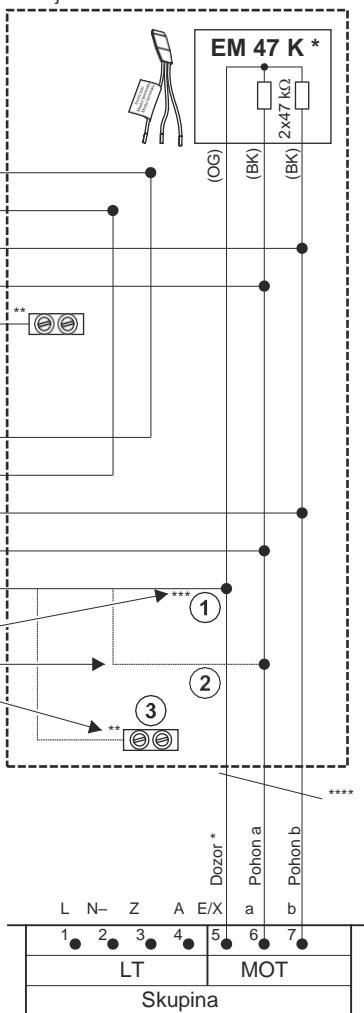 EM 47 K *
2x47 kΩ
(OG)
(BK)
(BK)
**
***
1
2
3
**
****
Dozor *
Pohon a
Pohon b
L N– Z A E/X a b
1 2 3 4 5 6 7
LT MOT
Skupina